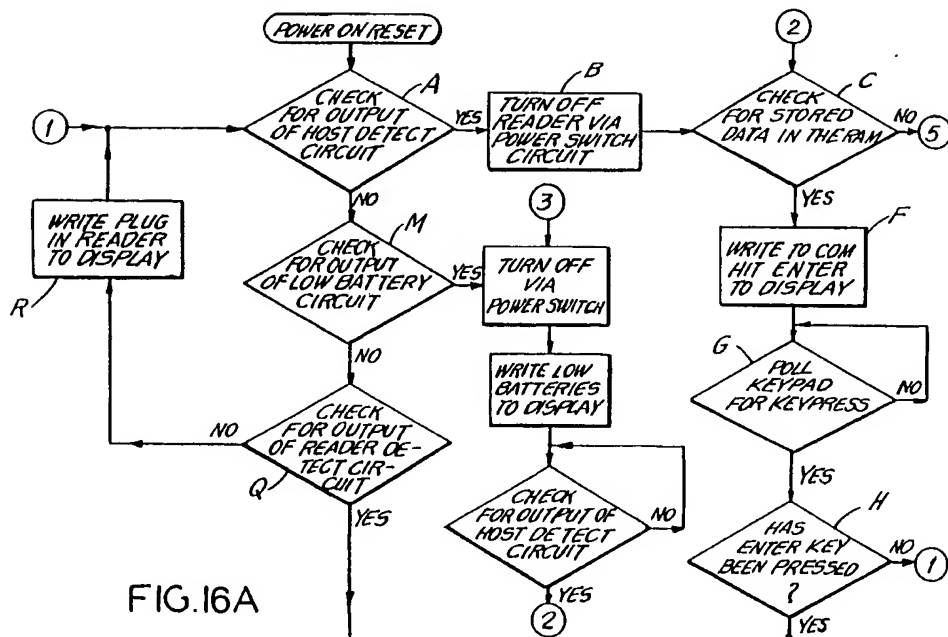 POWER ON RESET
A
CHECK
FOR OUTPUT
OF HOST DETECT
CIRCUIT
YES
NO
1
B
TURN OFF
READER VIA
POWER SWITCH
CIRCUIT
2
C
CHECK
FOR STORED
DATA IN THE RAM
NO
5
YES
WRITE PLUG
IN READER
TO DISPLAY
R
M
CHECK
FOR OUTPUT
OF LOW BATTERY
CIRCUIT
YES
NO
3
TURN OFF
VIA
POWER SWITCH
WRITE LOW
BATTERIES
TO DISPLAY
CHECK
FOR OUTPUT OF
HOST DETECT
CIRCUIT
NO
YES
2
F
WRITE TO COM
HIT ENTER
TO DISPLAY
G
POLL
KEYPAD
FOR KEYPRESS
NO
YES
H
HAS
ENTER KEY
BEEN PRESSED
?
NO
1
YES
CHECK
FOR OUTPUT
OF READER DE-
TECT CIR-
CUIT
Q
NO
YES
FIG.16A